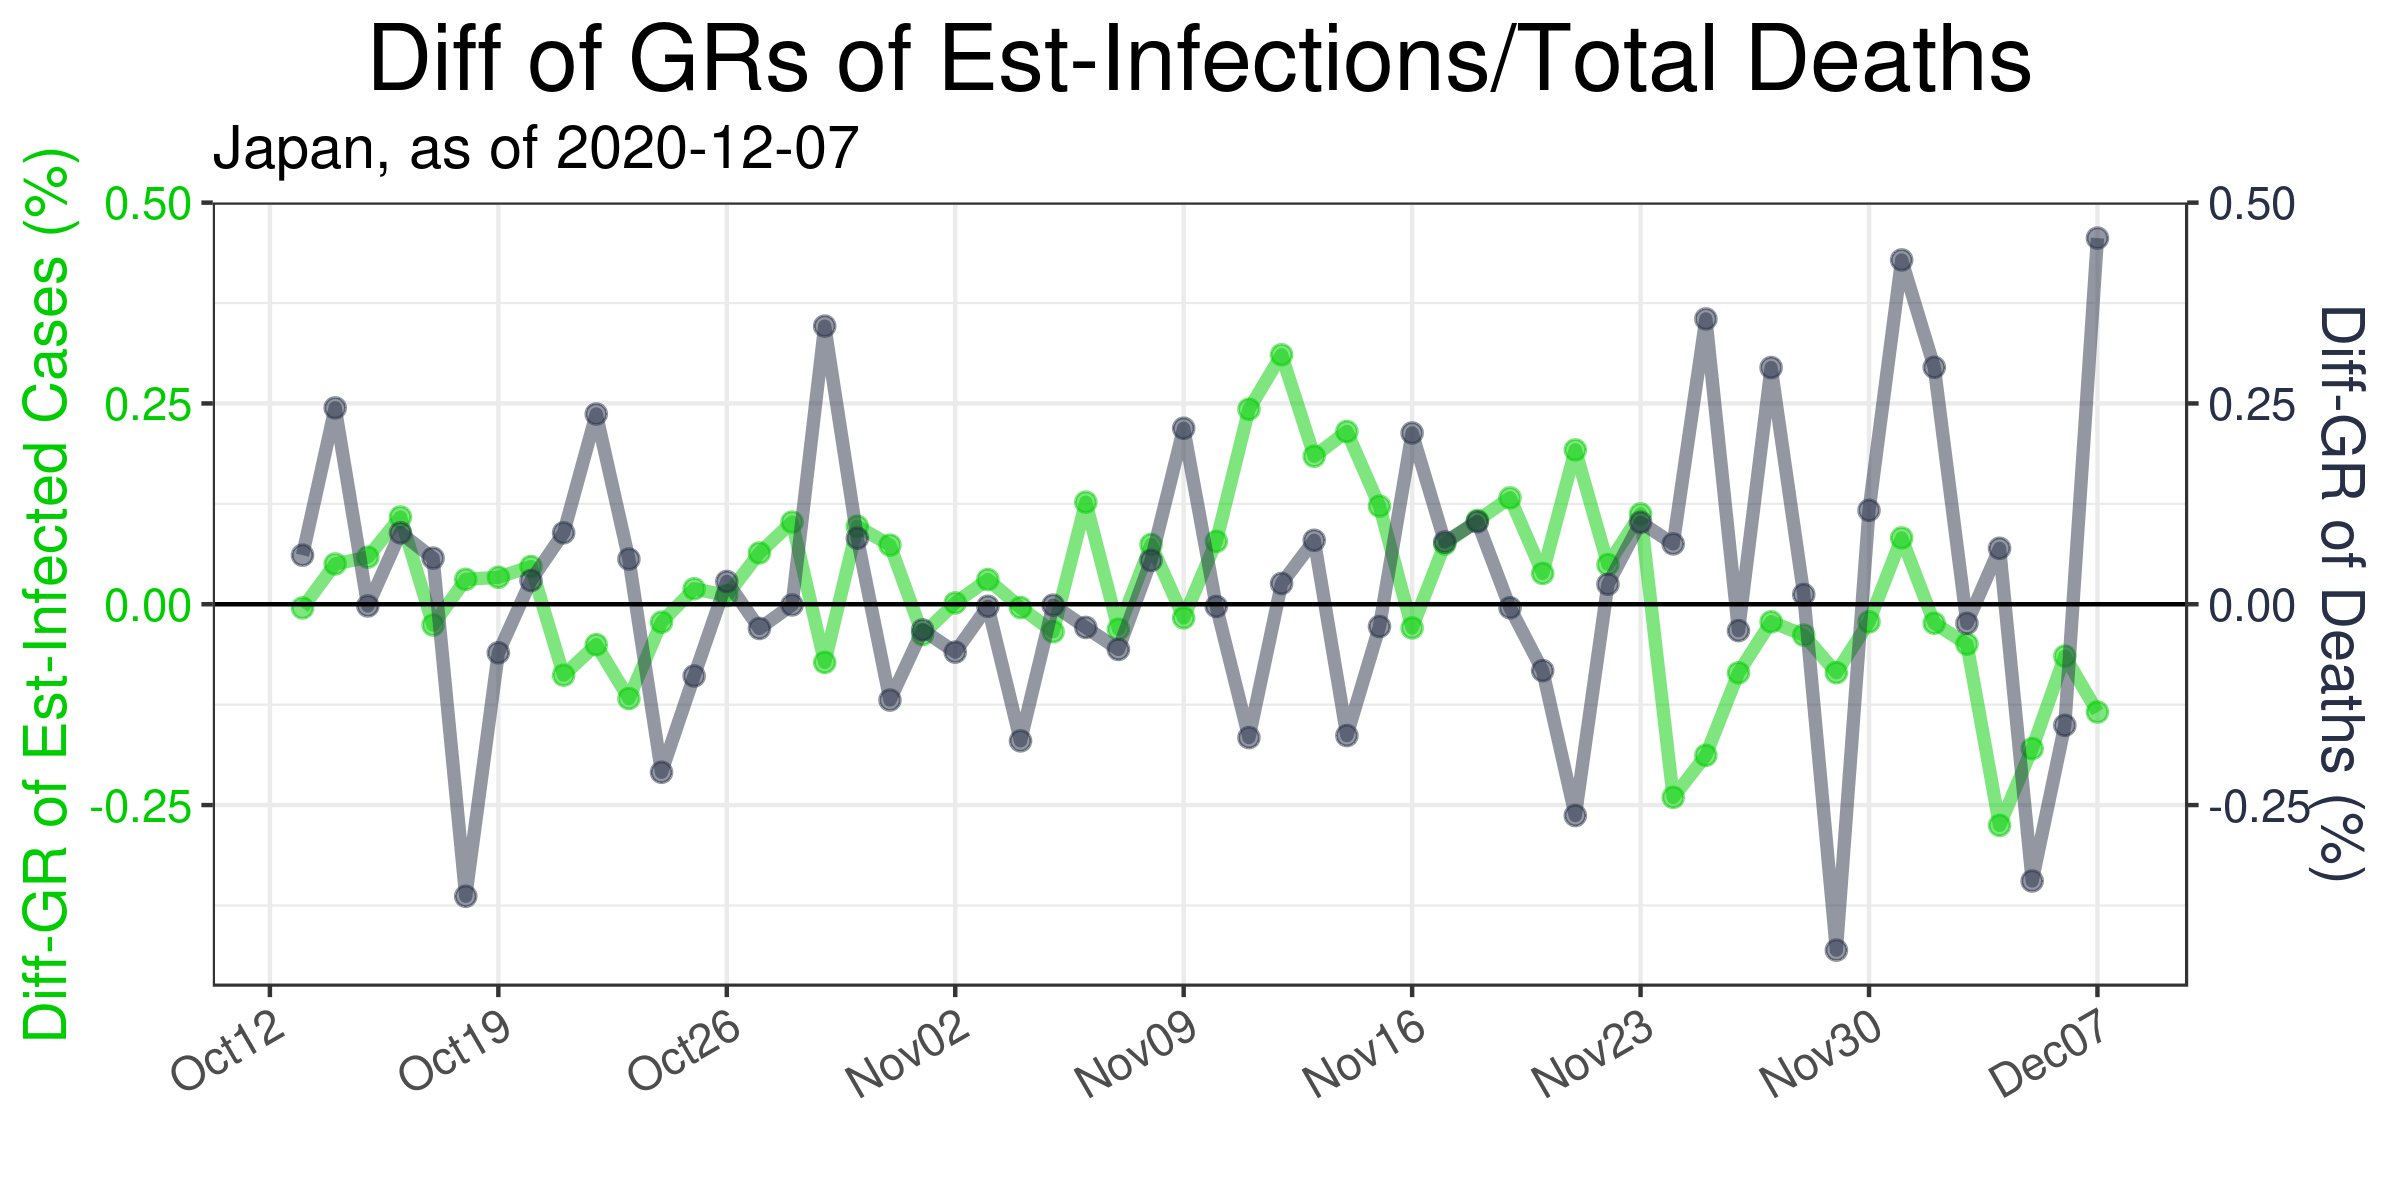 Diff of GRs of Est-Infections/Total Deaths
Japan, as of 2020-12-07
Diff-GR of Est-Infected Cases (%)
0.50
0.25
0.00
-0.25
0.50
0.25
0.00
-0.25
Diff-GR of Deaths (%)
Oct12
Oct19
Oct26
Nov02
Nov09
Nov16
Nov23
Nov30
Dec07